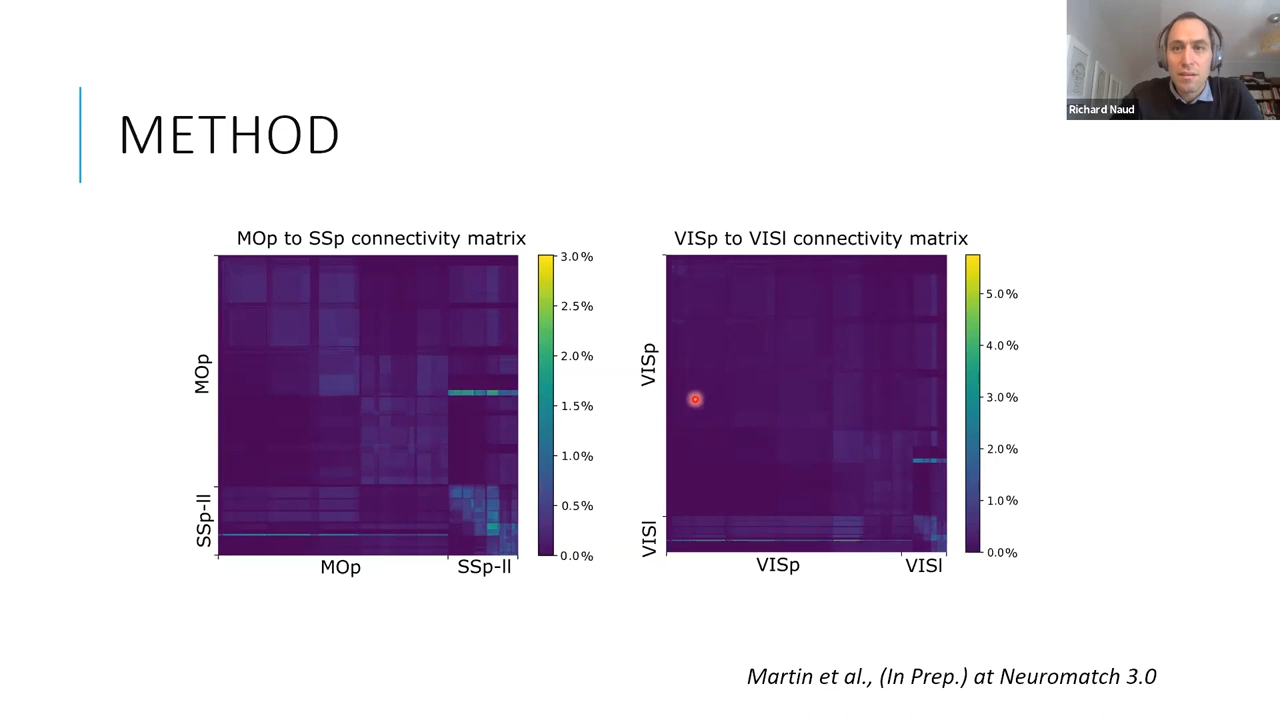 Richard Naud
METHOD
MOp to SSp connectivity matrix
MOp
SSp-ll
MOp
SSp-ll
3.0%
2.5%
2.0%
1.5%
1.0%
0.5%
0.0%
VISp to VISl connectivity matrix
VISp
VISl
VISp
VISl
5.0%
4.0%
3.0%
2.0%
1.0%
0.0%
Martin et al., (In Prep.) at Neuromatch 3.0